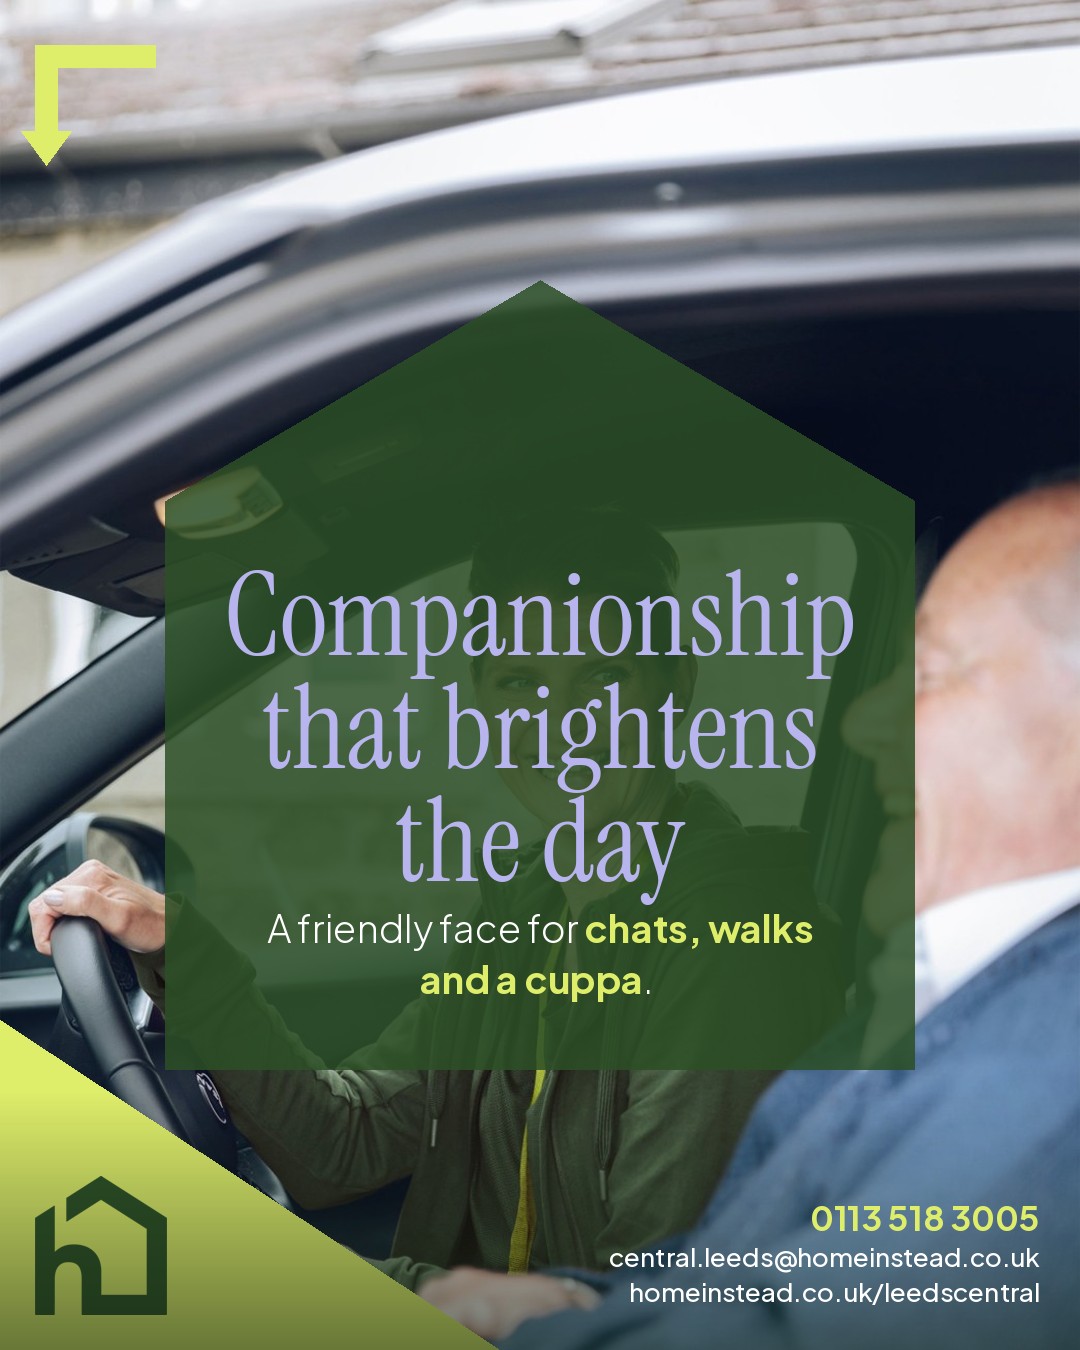 Companionship
that brightens
the day
A friendly face for chats, walks
and a cuppa.
0113 518 3005
central.leeds@homeinstead.co.uk
homeinstead.co.uk/leedscentral